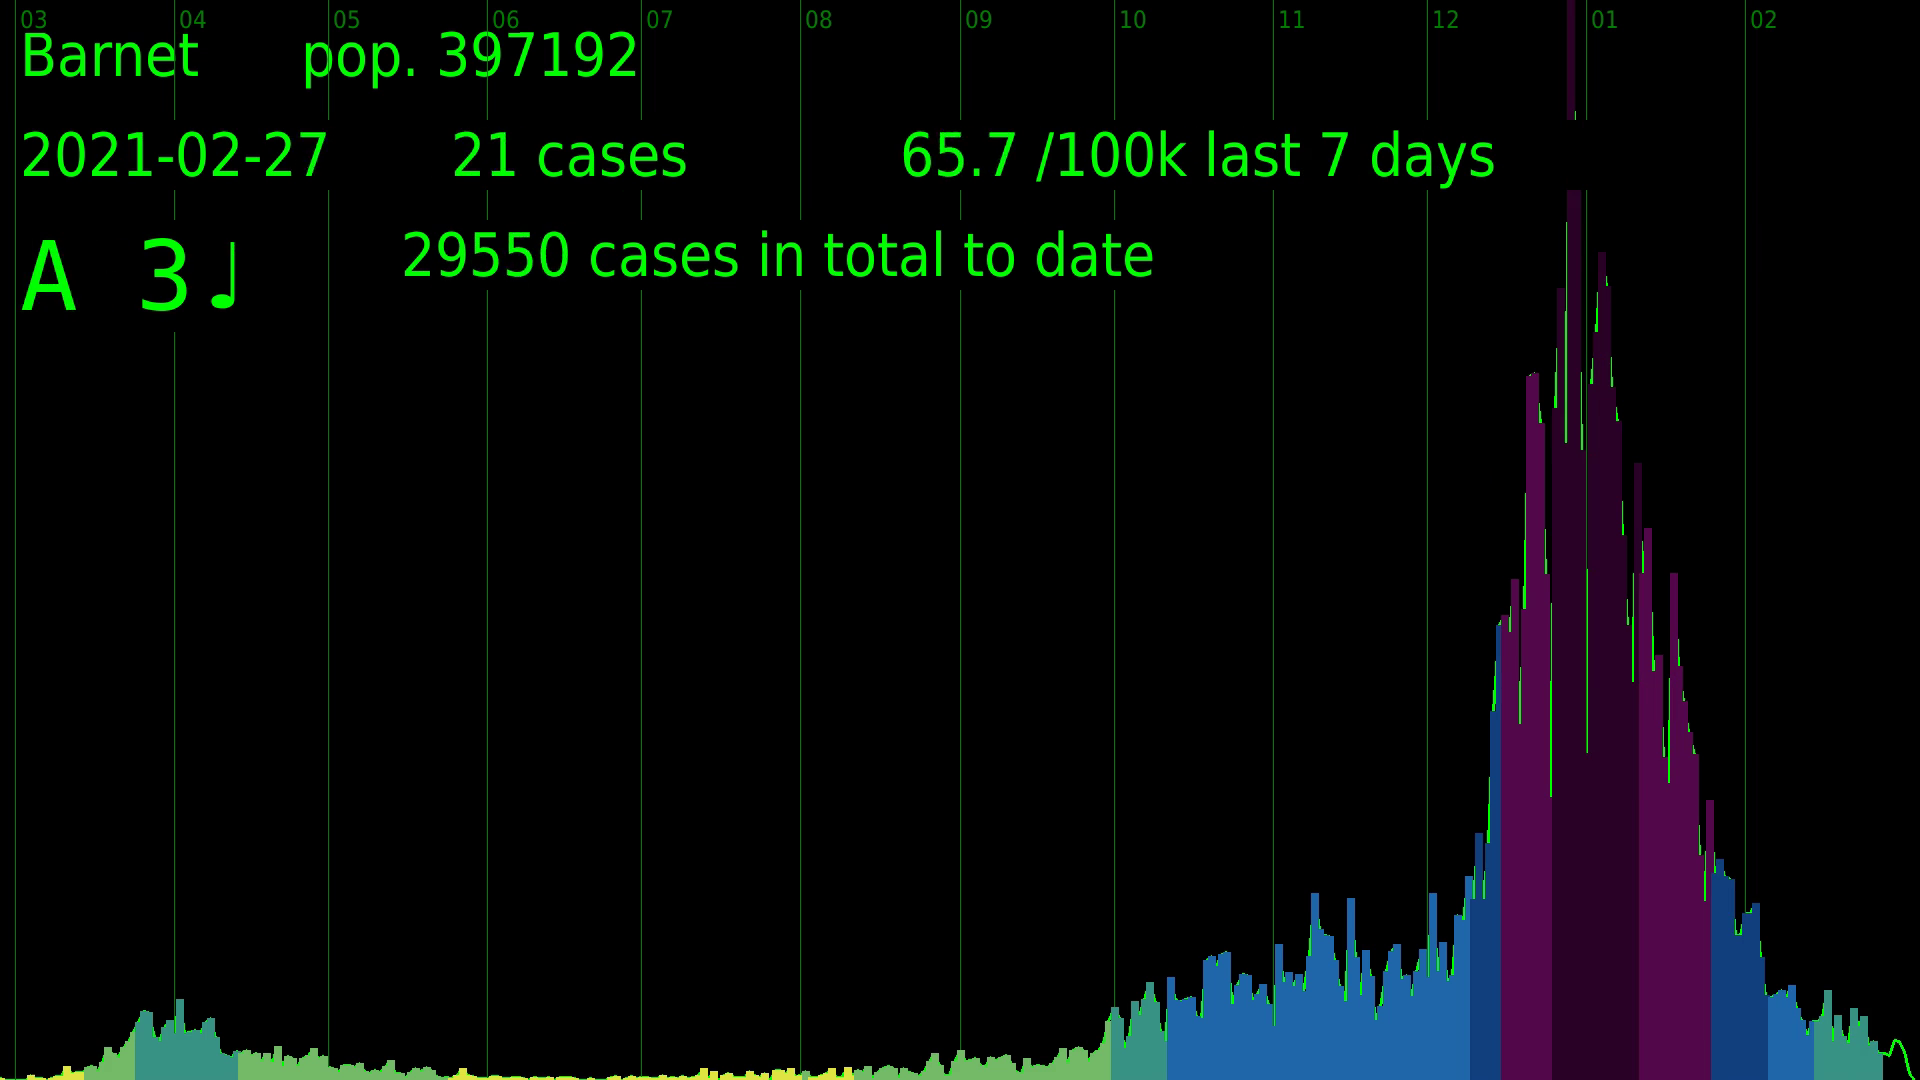 03 04 05 06 07 08 09 10 11 12 01 02
Barnet pop. 397192
2021-02-27 21 cases 65.7 /100k last 7 days
A 3♩ 29550 cases in total to date